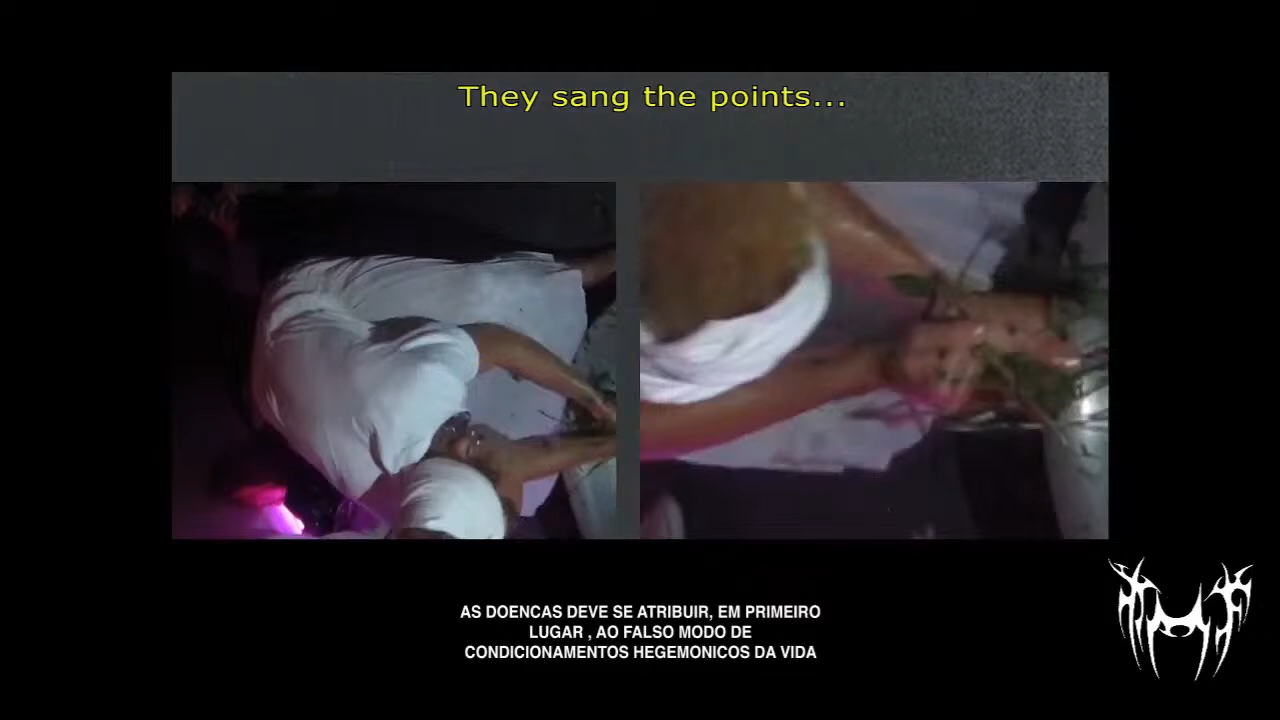 They sang the points...
AS DOENCAS DEVE SE ATRIBUIR, EM PRIMEIRO
LUGAR , AO FALSO MODO DE
CONDICIONAMENTOS HEGEMONICOS DA VIDA